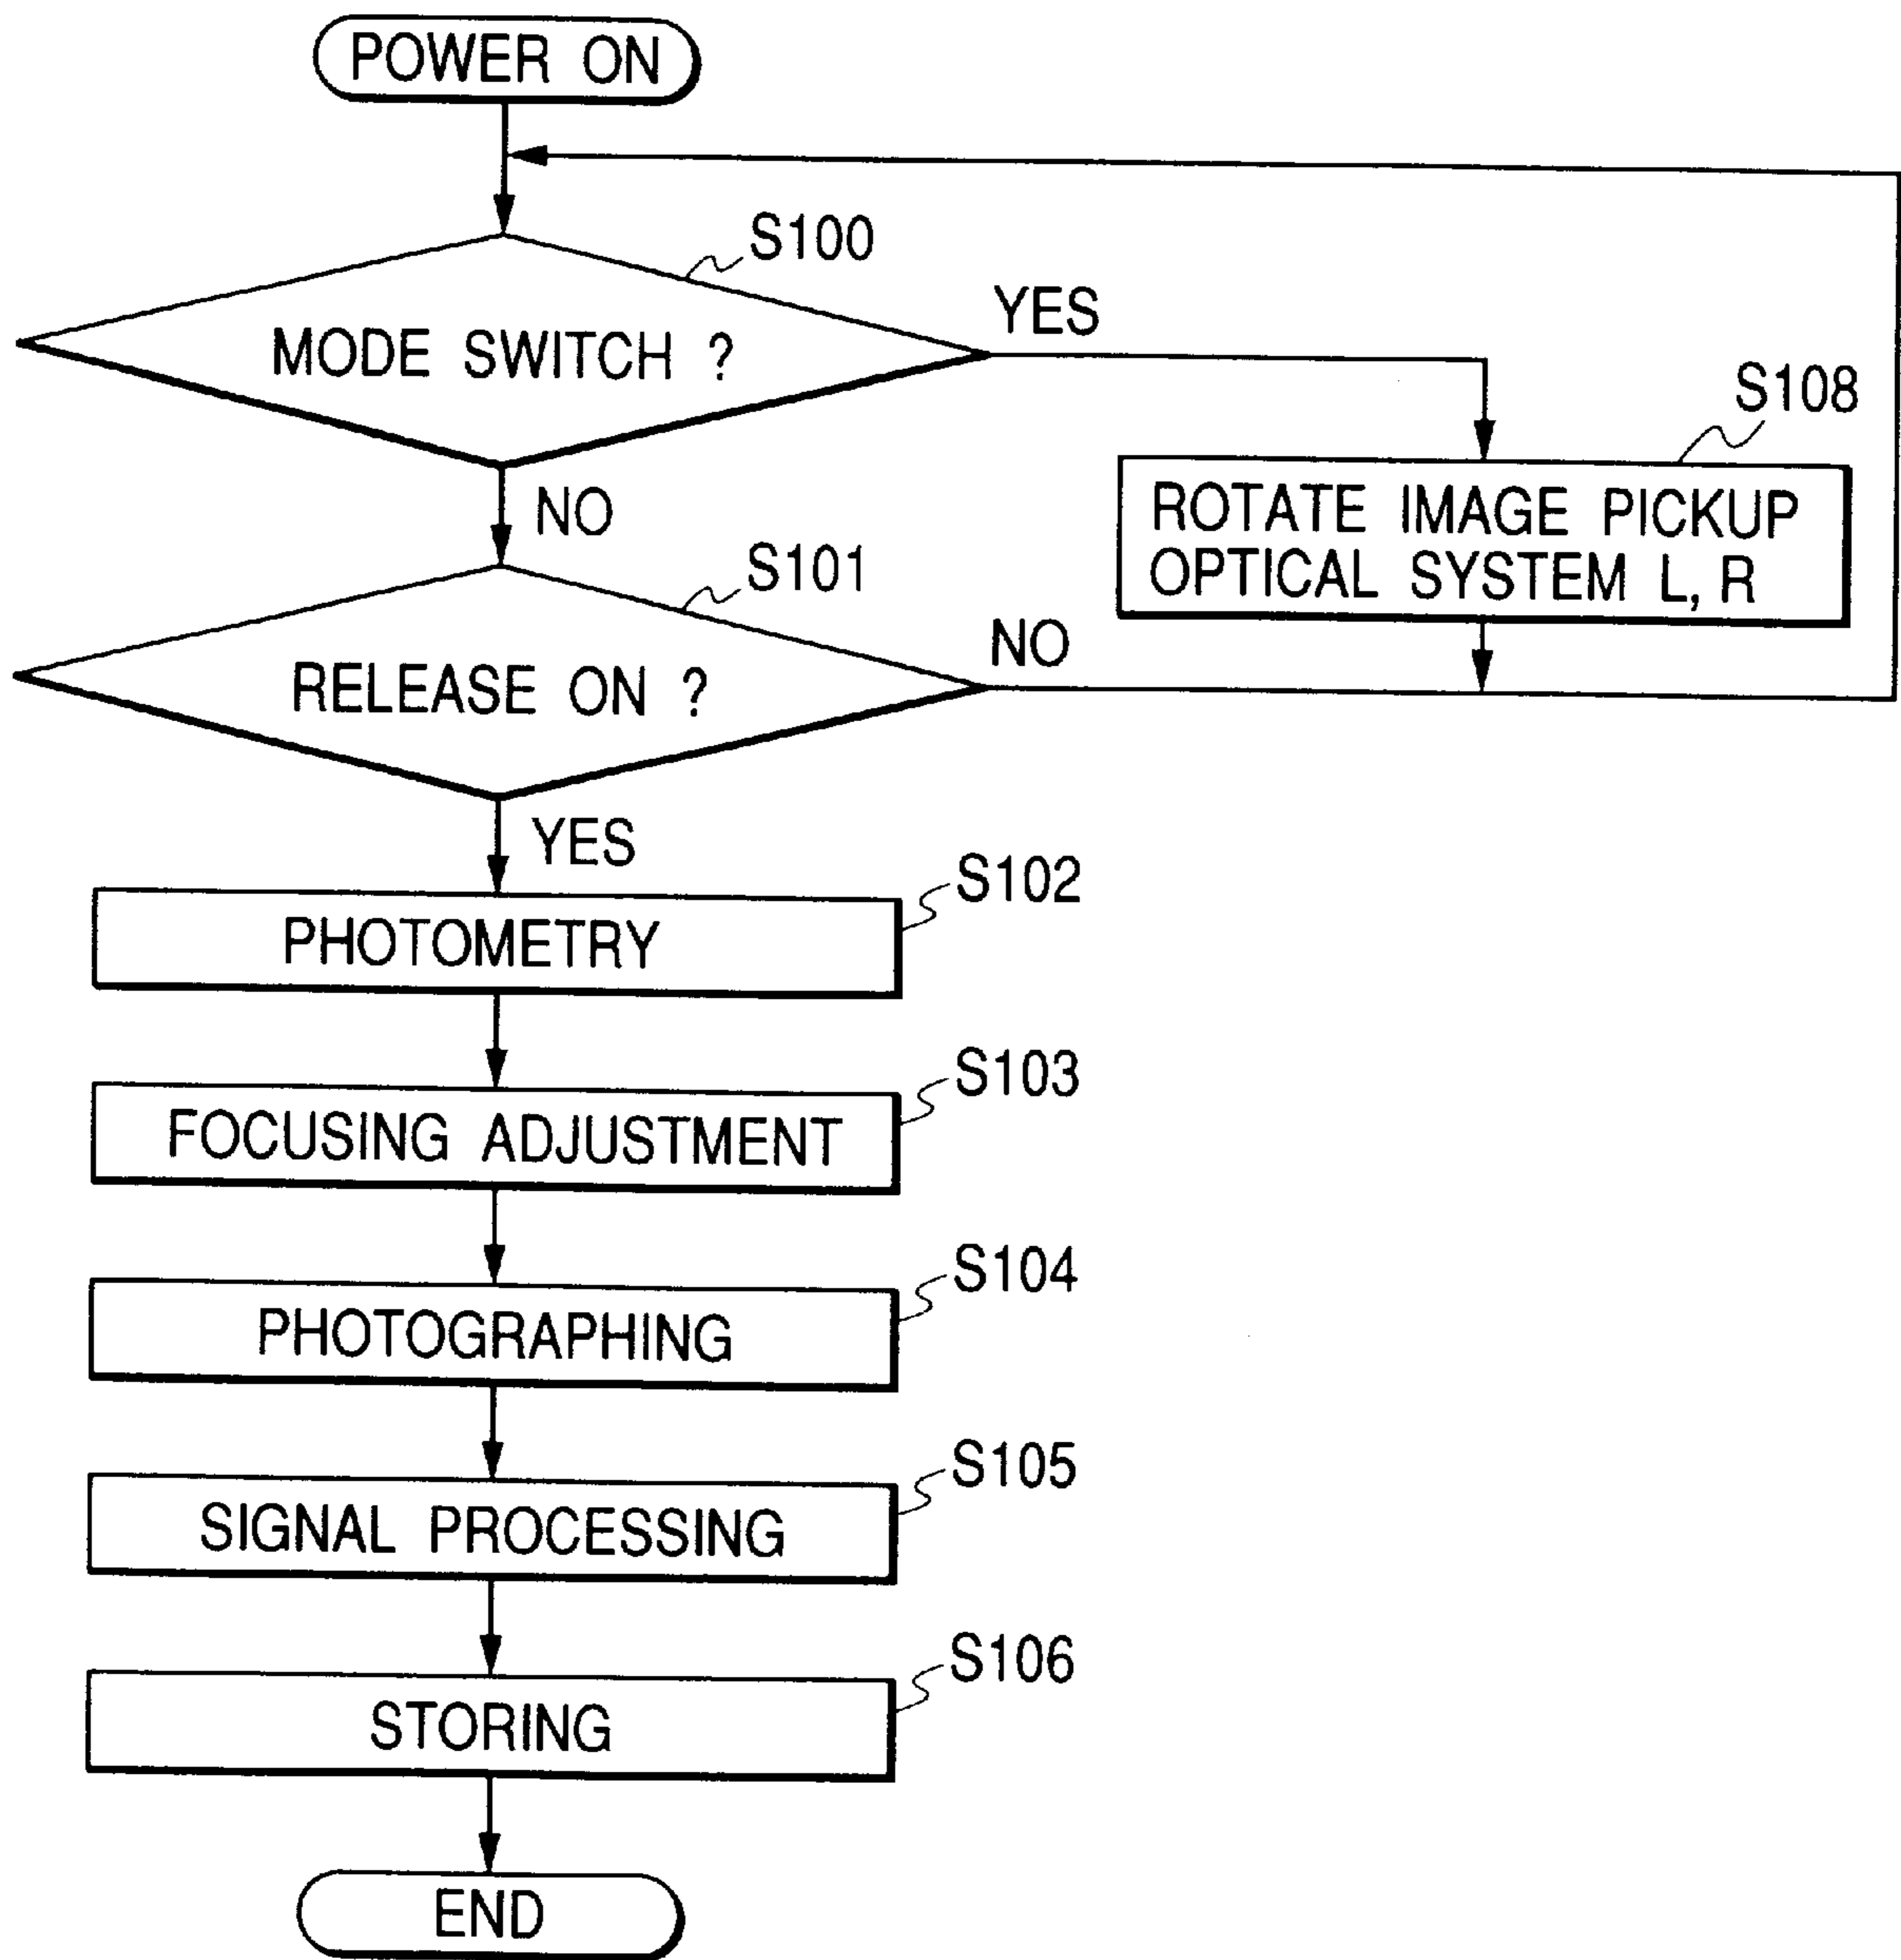 POWER ON
S100
MODE SWITCH ?
YES
S108
ROTATE IMAGE PICKUP
OPTICAL SYSTEM L, R
NO
S101
RELEASE ON ?
NO
YES
S102
PHOTOMETRY
S103
FOCUSING ADJUSTMENT
S104
PHOTOGRAPHING
S105
SIGNAL PROCESSING
S106
STORING
END